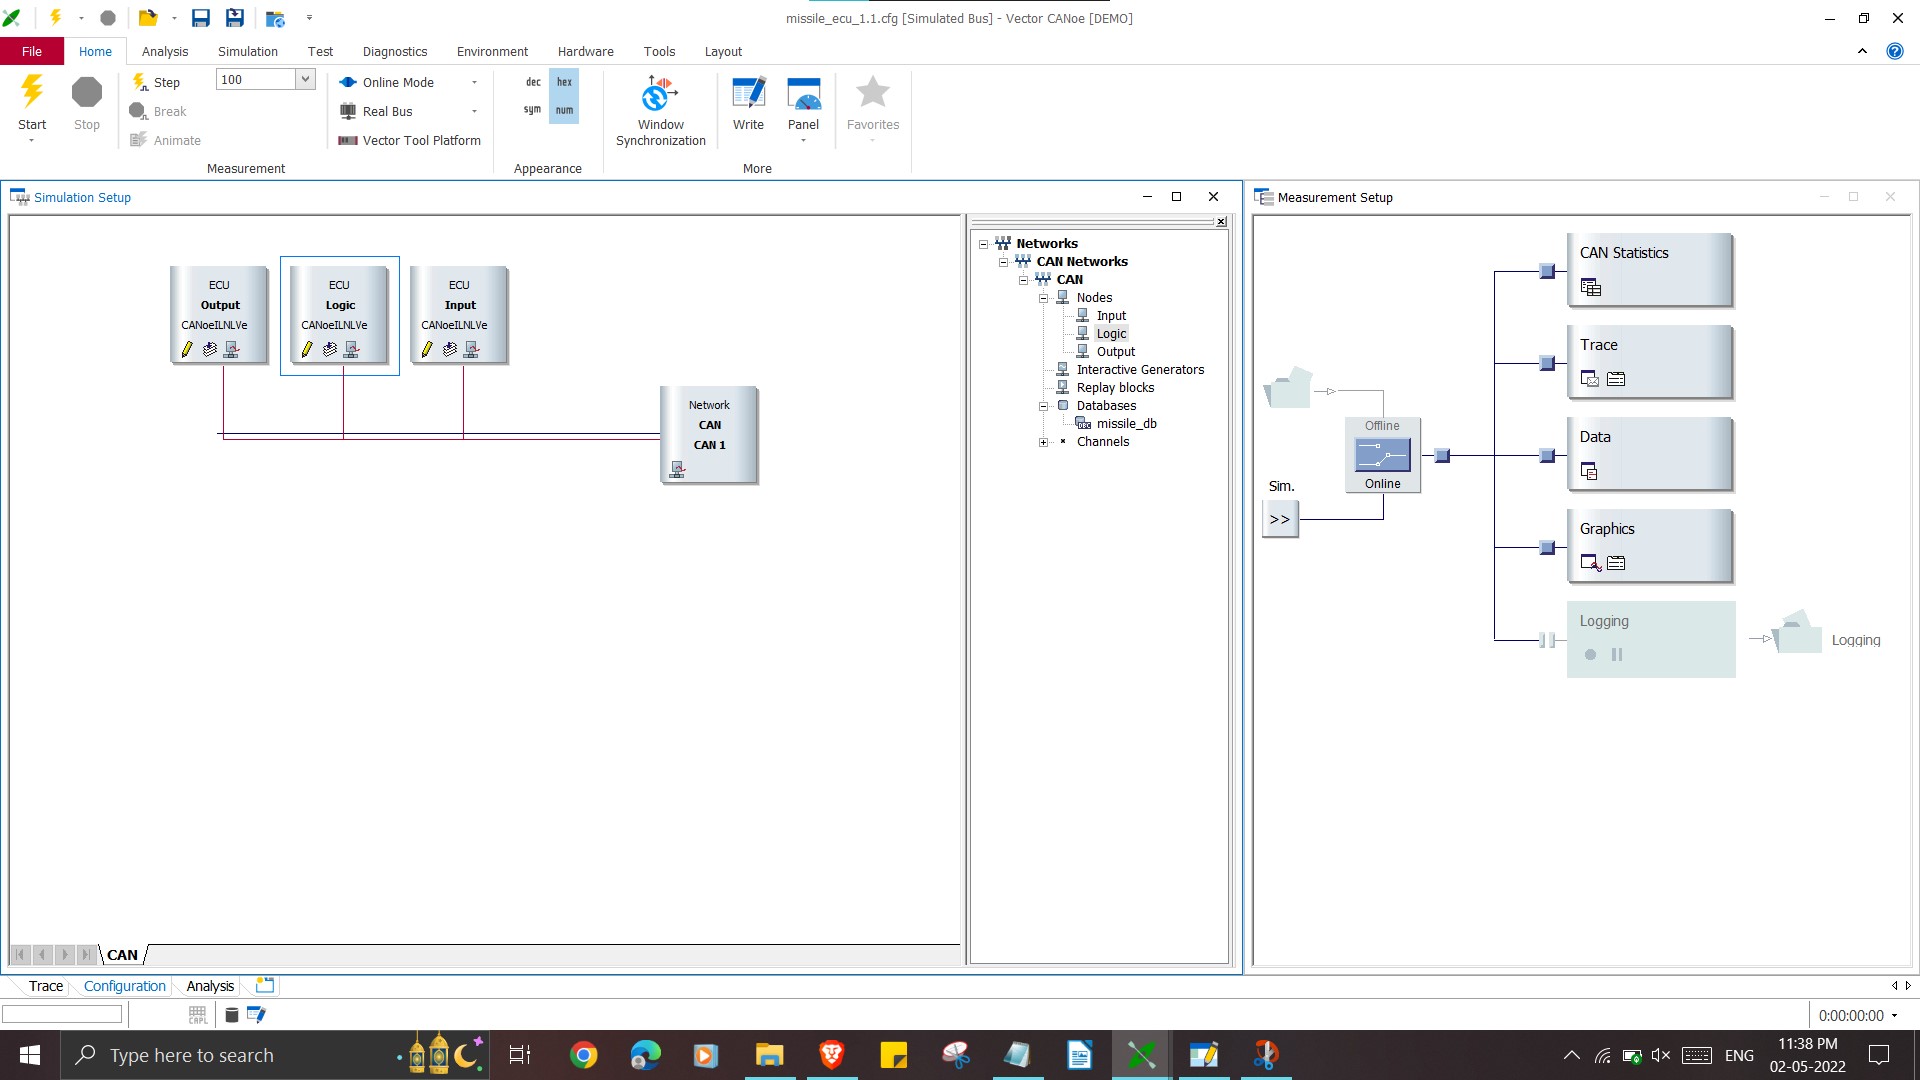 missile_ecu_1.1.cfg [Simulated Bus] - Vector CANoe [DEMO]
File Home Analysis Simulation Test Diagnostics Environment Hardware Tools Layout
Start
Stop
Step
100
Break
Animate
Measurement
Online Mode
Real Bus
Vector Tool Platform
dec hex
sym num
Appearance
Window
Synchronization
Write
Panel
More
Favorites
Simulation Setup
ECU
Output
CANoeILNLVe
ECU
Logic
CANoeILNLVe
ECU
Input
CANoeILNLVe
Network
CAN
CAN 1
Networks
CAN Networks
CAN
Nodes
Input
Logic
Output
Interactive Generators
Replay blocks
Databases
missile_db
Channels
Measurement Setup
CAN Statistics
Trace
Data
Graphics
Logging
Logging
Offline
Online
Sim.
>>
CAN
Trace Configuration Analysis
CAPL
0:00:00:00
Type here to search
ENG
11:38 PM
02-05-2022